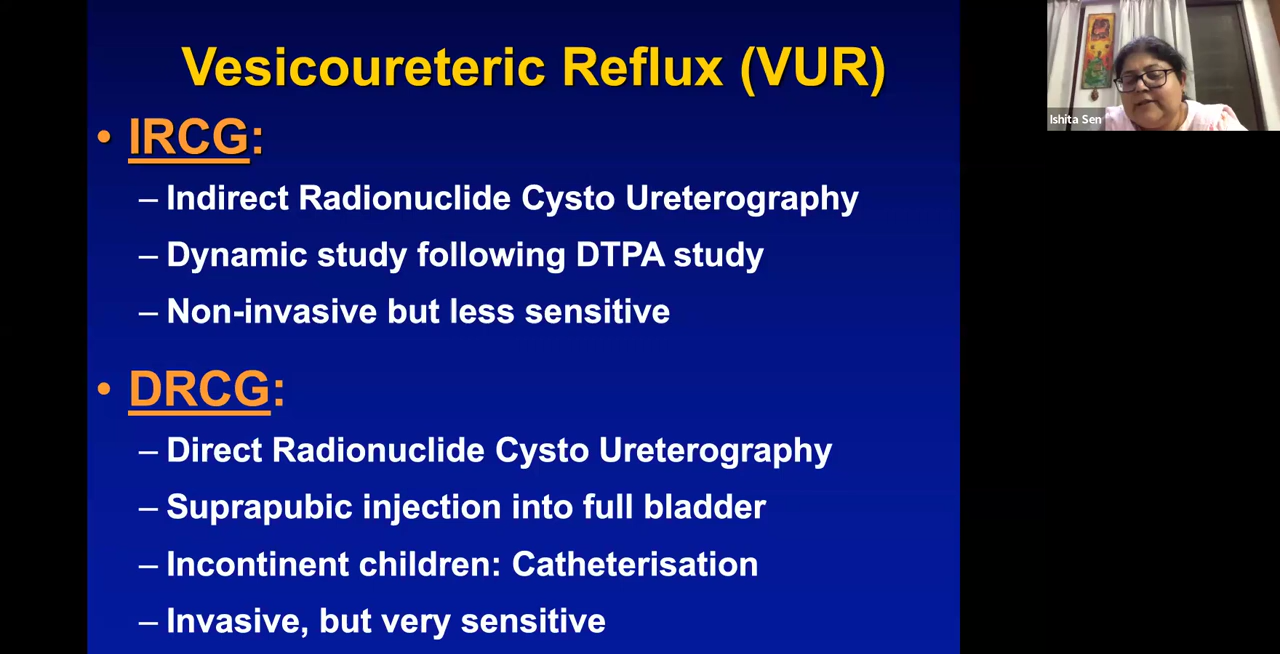 Vesicoureteric Reflux (VUR)
• IRCG:
– Indirect Radionuclide Cysto Ureterography
– Dynamic study following DTPA study
– Non-invasive but less sensitive
• DRCG:
– Direct Radionuclide Cysto Ureterography
– Suprapubic injection into full bladder
– Incontinent children: Catheterisation
– Invasive, but very sensitive
Ishita Sen